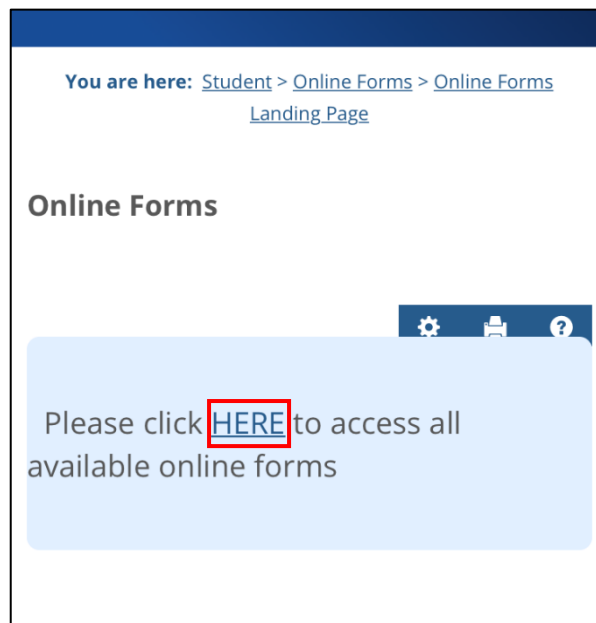 You are here: Student > Online Forms > Online Forms
Landing Page
Online Forms
Please click HERE to access all
available online forms